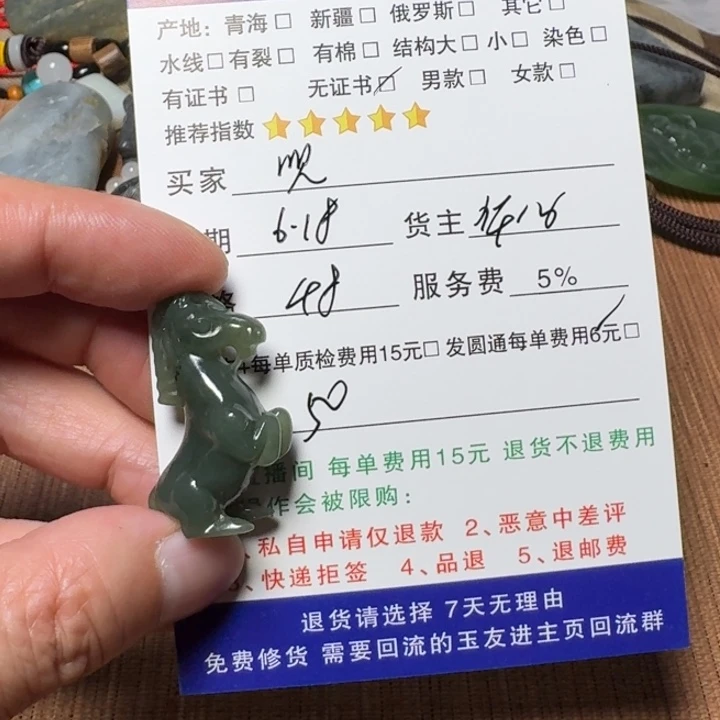 产地: 青海□ 新疆□ 俄罗斯□ 其它□
水线□ 有裂□ 有棉□ 结构大□ 小□ 染色□
有证书 □ 无证书☑ 男款□ 女款□
推荐指数
买家
期 6·18 货主
48 服务费 5%
每单质检费用15元□ 发圆通每单费用6元□
50
播间 每单费用15元 退货不退费用
作会被限购:
、私自申请仅退款 2、恶意中差评
、快递拒签 4、品退 5、退邮费
退货请选择 7天无理由
免费修货 需要回流的玉友进主页回流群